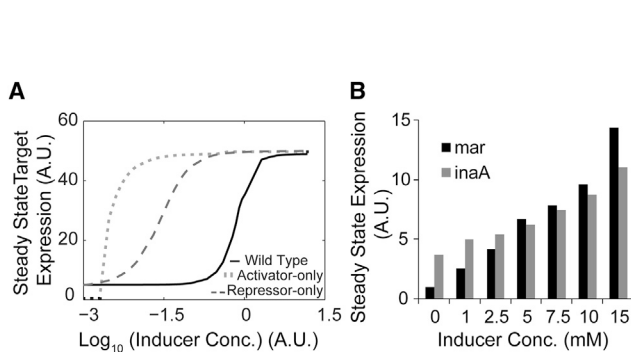 A
Steady StateTarget
Expression (A.U.)
60
40
20
0
Wild Type
Activator-only
Repressor-only
−3
−1.5
0
1.5
Log10 (Inducer Conc.) (A.U.)
B
Steady State Expression
(A.U.)
15
10
5
0
mar
inaA
0 1 2.5 5 7.5 10 15
Inducer Conc. (mM)